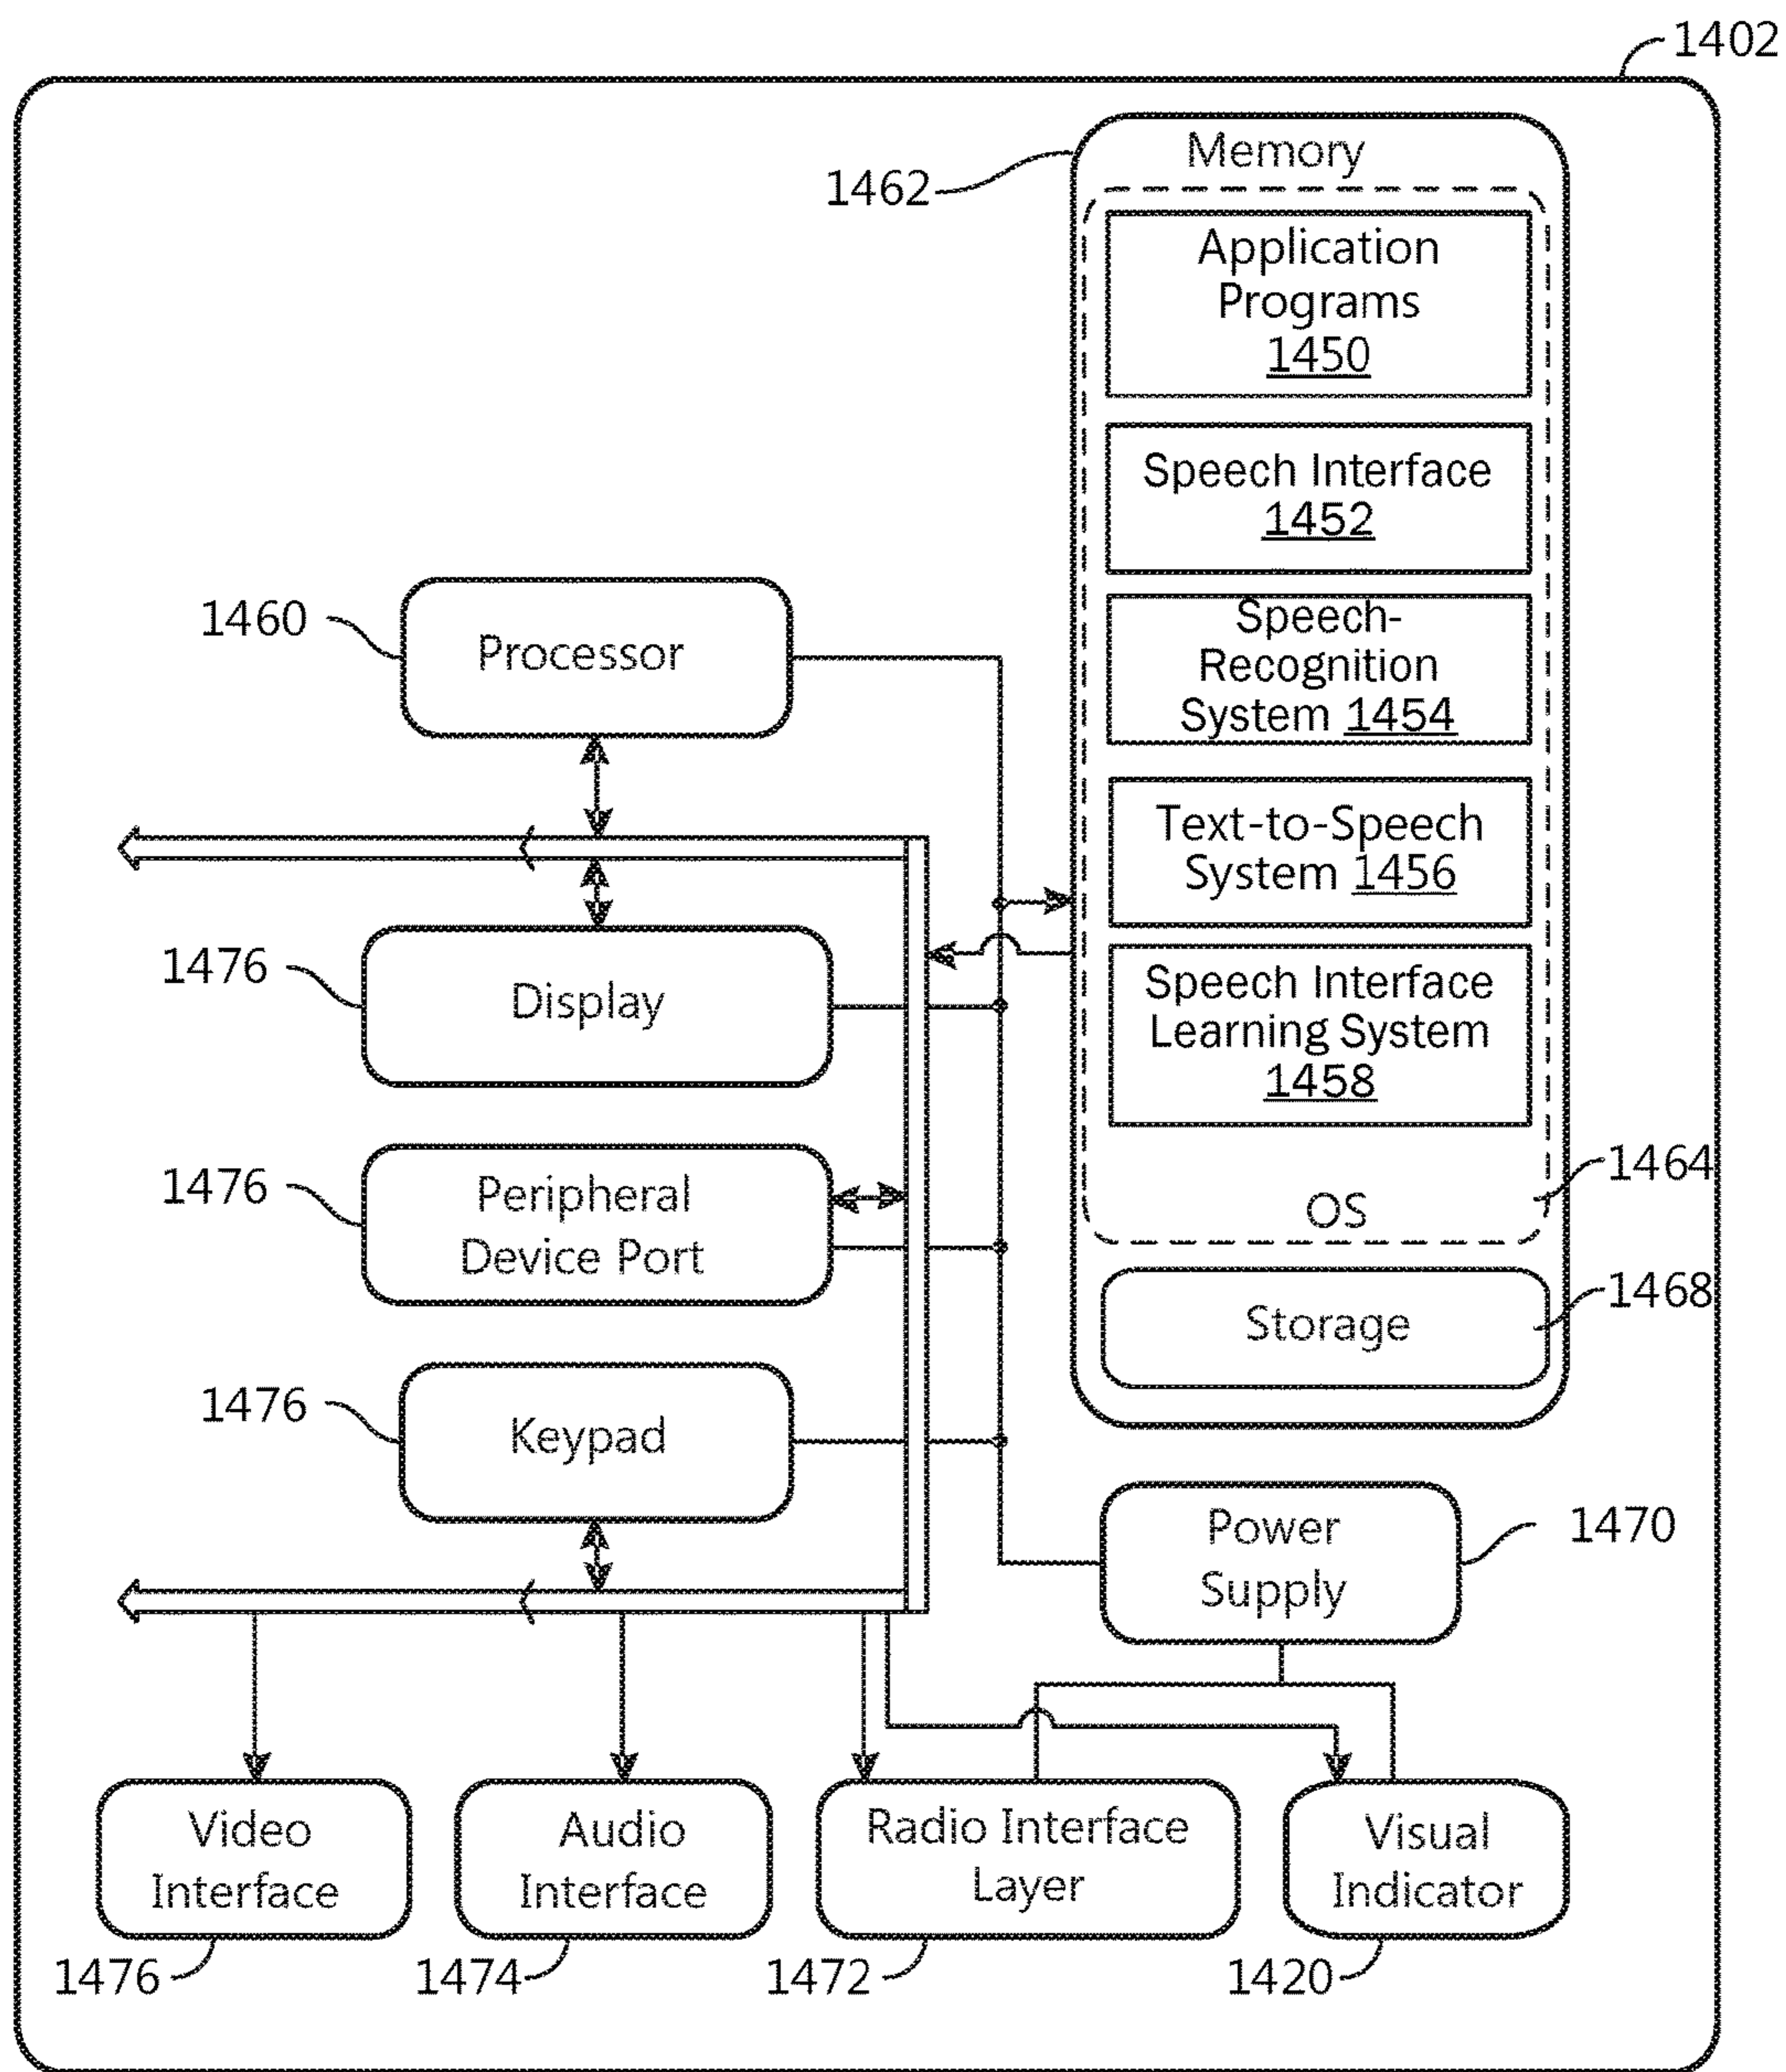 1402
Memory
1462
Application
Programs
1450
Speech Interface
1452
1460
Processor
Speech-
Recognition
System 1454
Text-to-Speech
System 1456
1476
Display
Speech Interface
Learning System
1458
1476
Peripheral
Device Port
1464
OS
1468
Storage
1476
Keypad
Power
Supply
1470
Video
Interface
Audio
Interface
Radio Interface
Layer
Visual
Indicator
1476
1474
1472
1420